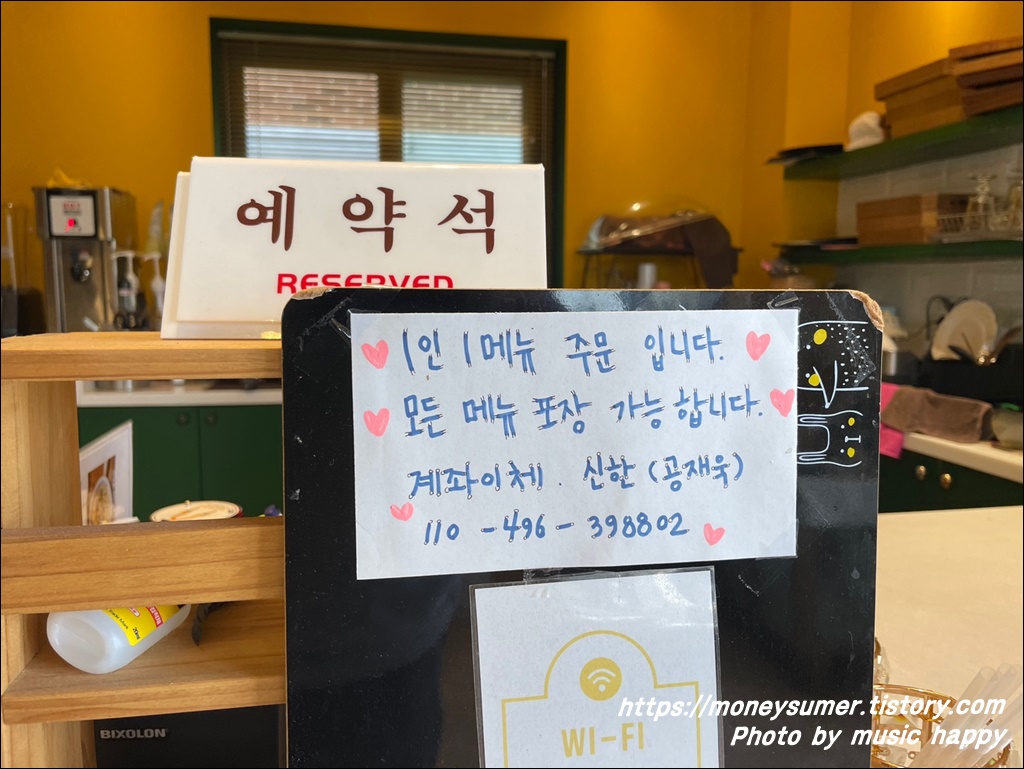 예약석
RESERVED
1인 1메뉴 주문 입니다.
모든 메뉴 포장 가능합니다.
계좌이체. 신한 (공재욱)
110-496-398802
WI-FI
BIXOLON
https://moneysumer.tistory.com
Photo by music happy